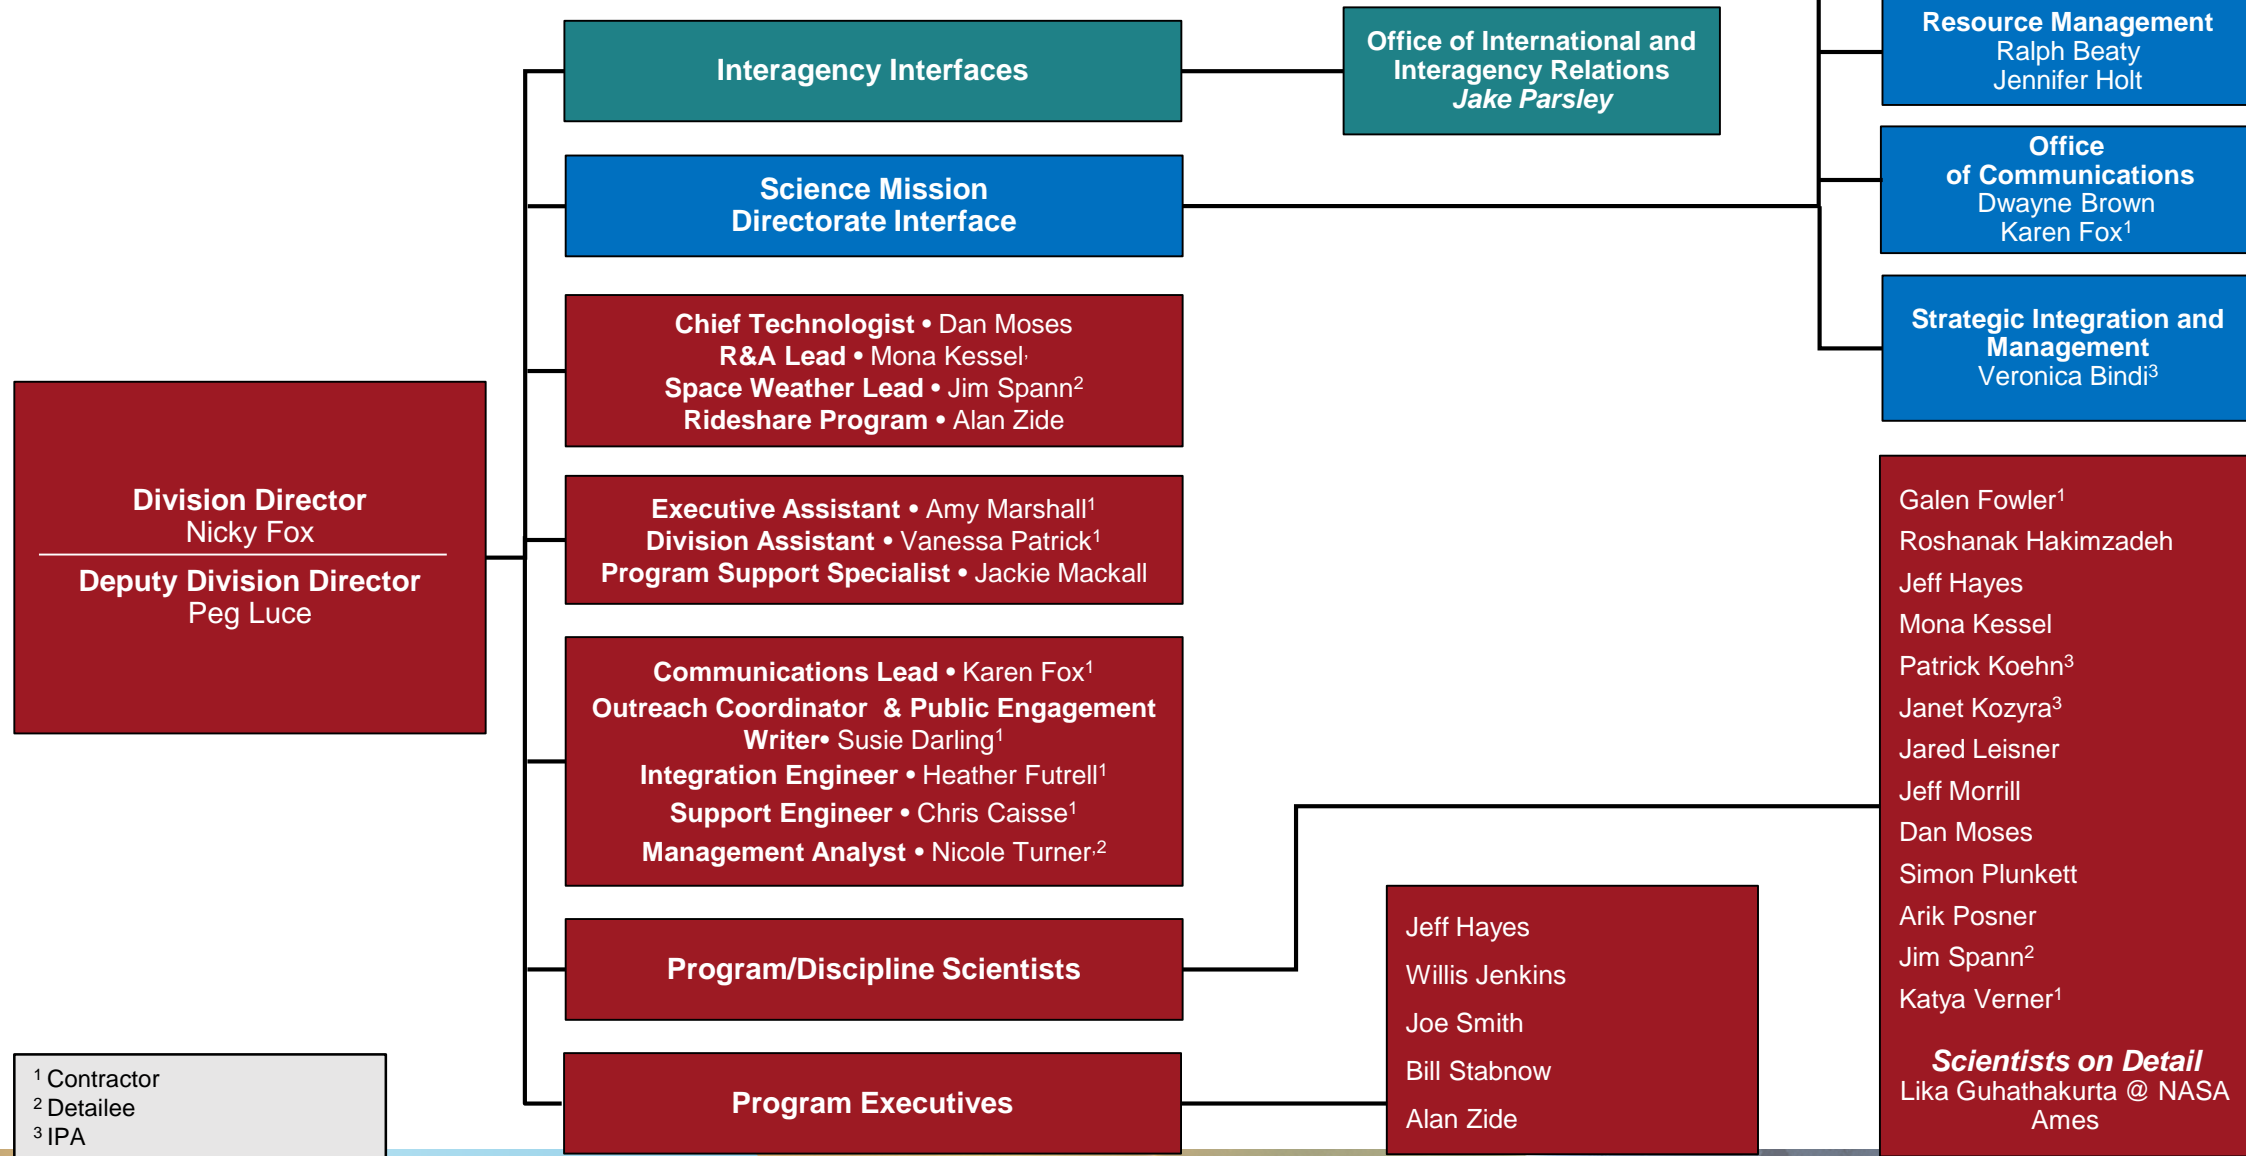 Interagency Interfaces
Office of International and
Interagency Relations
Jake Parsley
Resource Management
Ralph Beaty
Jennifer Holt
Science Mission
Directorate Interface
Office
of Communications
Dwayne Brown
Karen Fox¹
Strategic Integration and
Management
Veronica Bindi³
Division Director
Nicky Fox
Deputy Division Director
Peg Luce
Chief Technologist • Dan Moses
R&A Lead • Mona Kessel,
Space Weather Lead • Jim Spann²
Rideshare Program • Alan Zide
Executive Assistant • Amy Marshall¹
Division Assistant • Vanessa Patrick¹
Program Support Specialist • Jackie Mackall
Communications Lead • Karen Fox¹
Outreach Coordinator & Public Engagement
Writer• Susie Darling¹
Integration Engineer • Heather Futrell¹
Support Engineer • Chris Caisse¹
Management Analyst • Nicole Turner,²
Program/Discipline Scientists
Program Executives
Jeff Hayes
Willis Jenkins
Joe Smith
Bill Stabnow
Alan Zide
Galen Fowler¹
Roshanak Hakimzadeh
Jeff Hayes
Mona Kessel
Patrick Koehn³
Janet Kozyra³
Jared Leisner
Jeff Morrill
Dan Moses
Simon Plunkett
Arik Posner
Jim Spann²
Katya Verner¹
Scientists on Detail
Lika Guhathakurta @ NASA
Ames
¹ Contractor
² Detailee
³ IPA